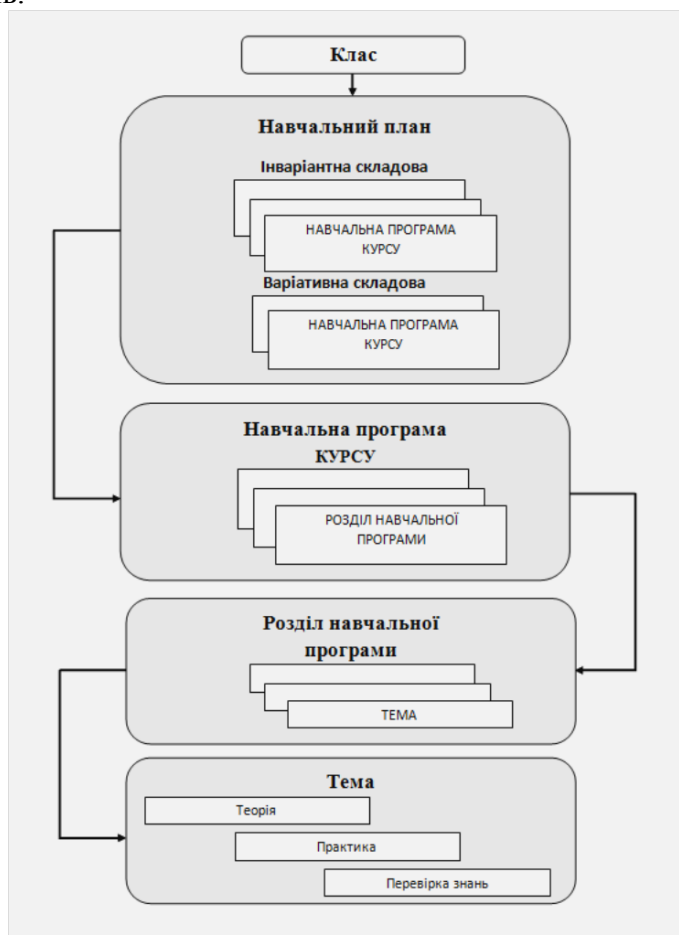 Клас
Навчальний план
Інваріантна складова
НАВЧАЛЬНА ПРОГРАМА
КУРСУ
Варіативна складова
НАВЧАЛЬНА ПРОГРАМА
КУРСУ
Навчальна програма
КУРСУ
РОЗДІЛ НАВЧАЛЬНОЇ
ПРОГРАМИ
Розділ навчальної
програми
ТЕМА
Тема
Теорія
Практика
Перевірка знань